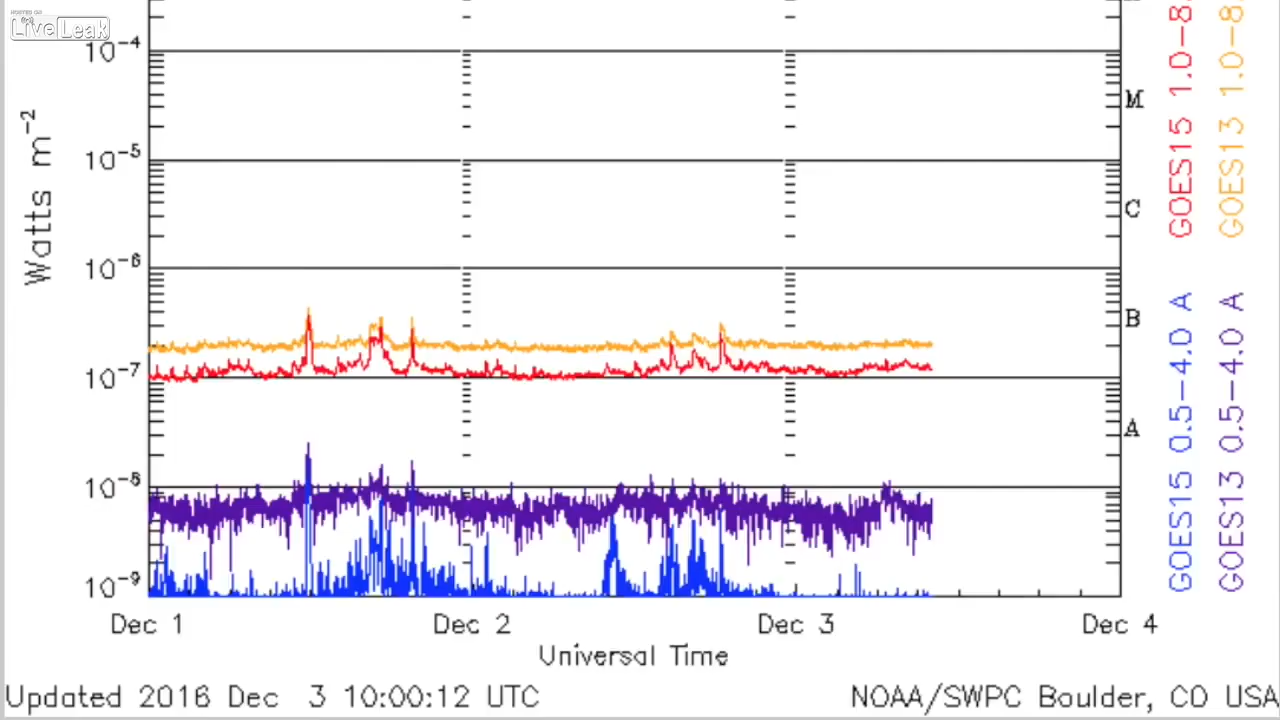 HOSTED ON
LiveLeak
10-4
M
10-5
C
Watts m-2
10-6
B
10-7
A
10-8
10-9
Dec 1 Dec 2 Dec 3 Dec 4
Universal Time
Updated 2016 Dec 3 10:00:12 UTC
NOAA/SWPC Boulder, CO USA
GOES15 1.0-8.
GOES13 1.0-8.
GOES15 0.5-4.0 A
GOES13 0.5-4.0 A